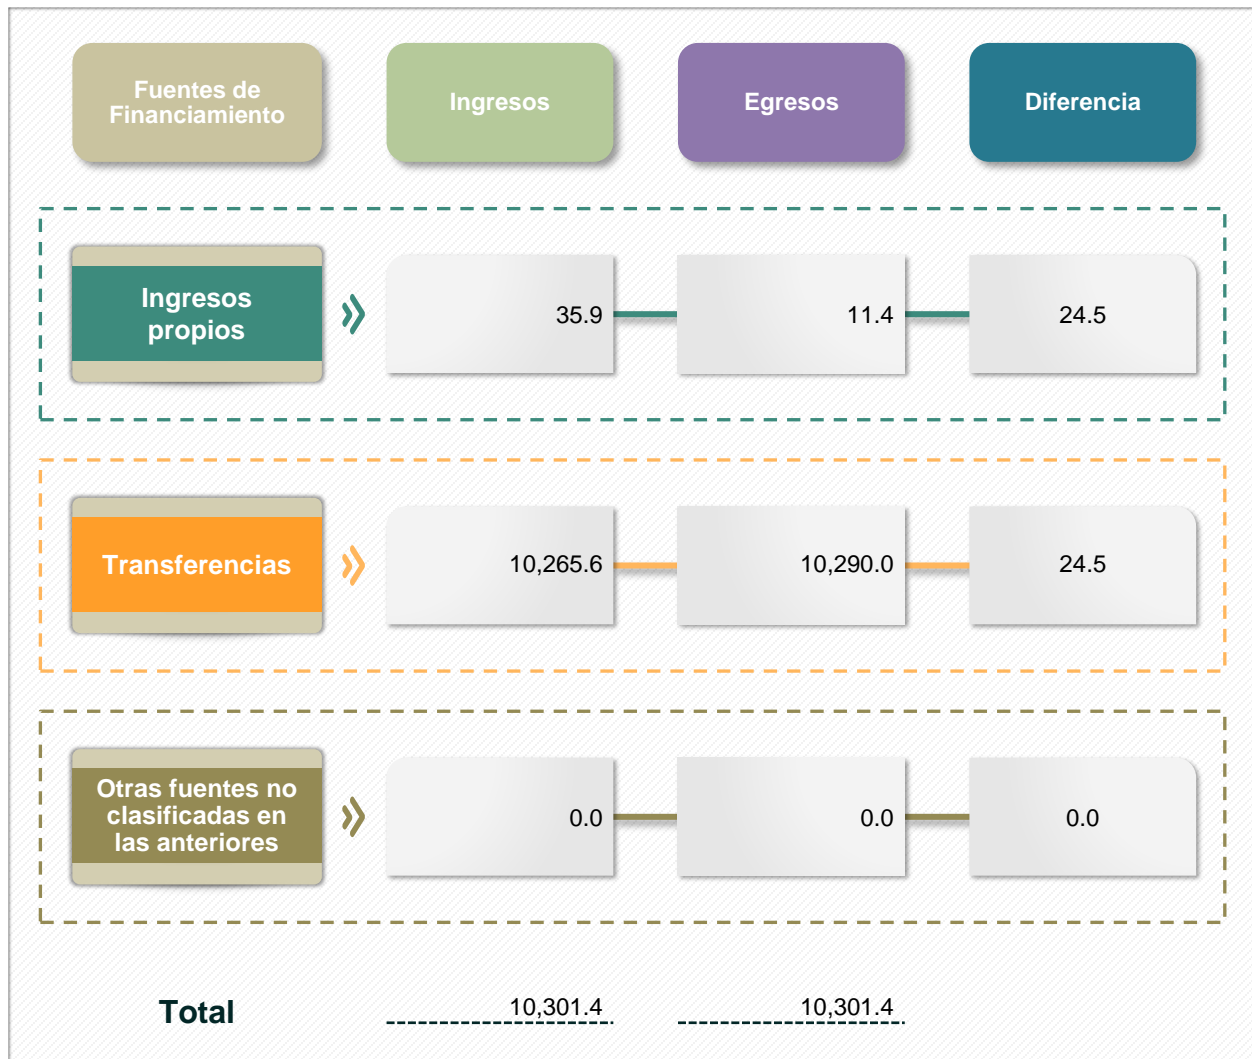 Fuentes de
Financiamiento
Ingresos
Egresos
Diferencia
Ingresos
propios
35.9
11.4
24.5
Transferencias
10,265.6
10,290.0
24.5
Otras fuentes no
clasificadas en
las anteriores
0.0
0.0
0.0
Total
10,301.4
10,301.4